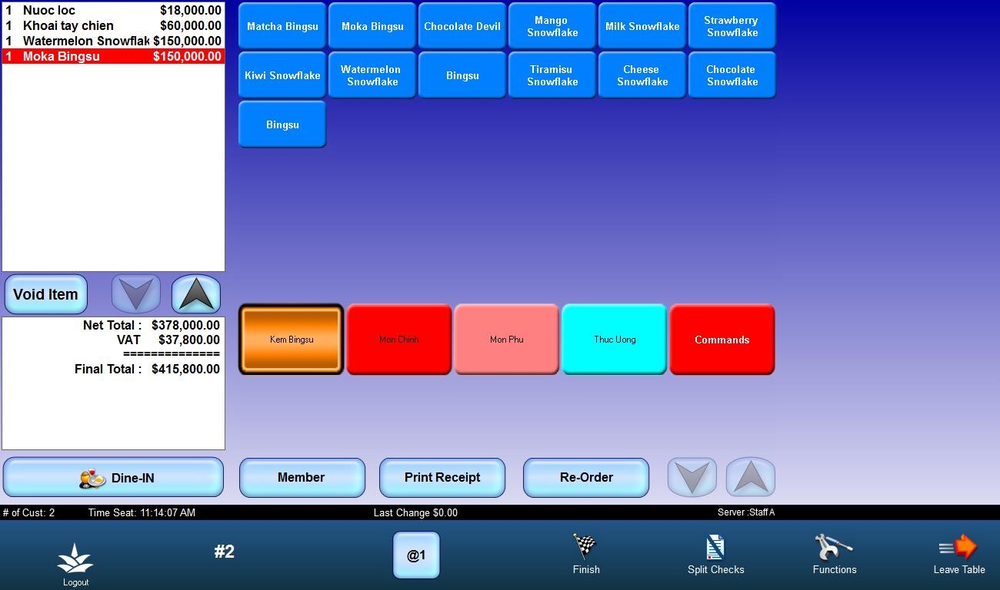 1 Nuoc loc $18,000.00
1 Khoai tay chien $60,000.00
1 Watermelon Snowflak $150,000.00
1 Moka Bingsu $150,000.00
Void Item
Net Total : $378,000.00
VAT $37,800.00
==============
Final Total : $415,800.00
Dine-IN
Matcha Bingsu
Moka Bingsu
Chocolate Devil
Mango
Snowflake
Milk Snowflake
Strawberry
Snowflake
Kiwi Snowflake
Watermelon
Snowflake
Bingsu
Tiramisu
Snowflake
Cheese
Snowflake
Chocolate
Snowflake
Bingsu
Kem Bingsu
Mon Chinh
Mon Phu
Thuc Uong
Commands
Member
Print Receipt
Re-Order
# of Cust: 2
Time Seat: 11:14:07 AM
Last Change $0.00
Server :Staff A
Logout
#2
@1
Finish
Split Checks
Functions
Leave Table